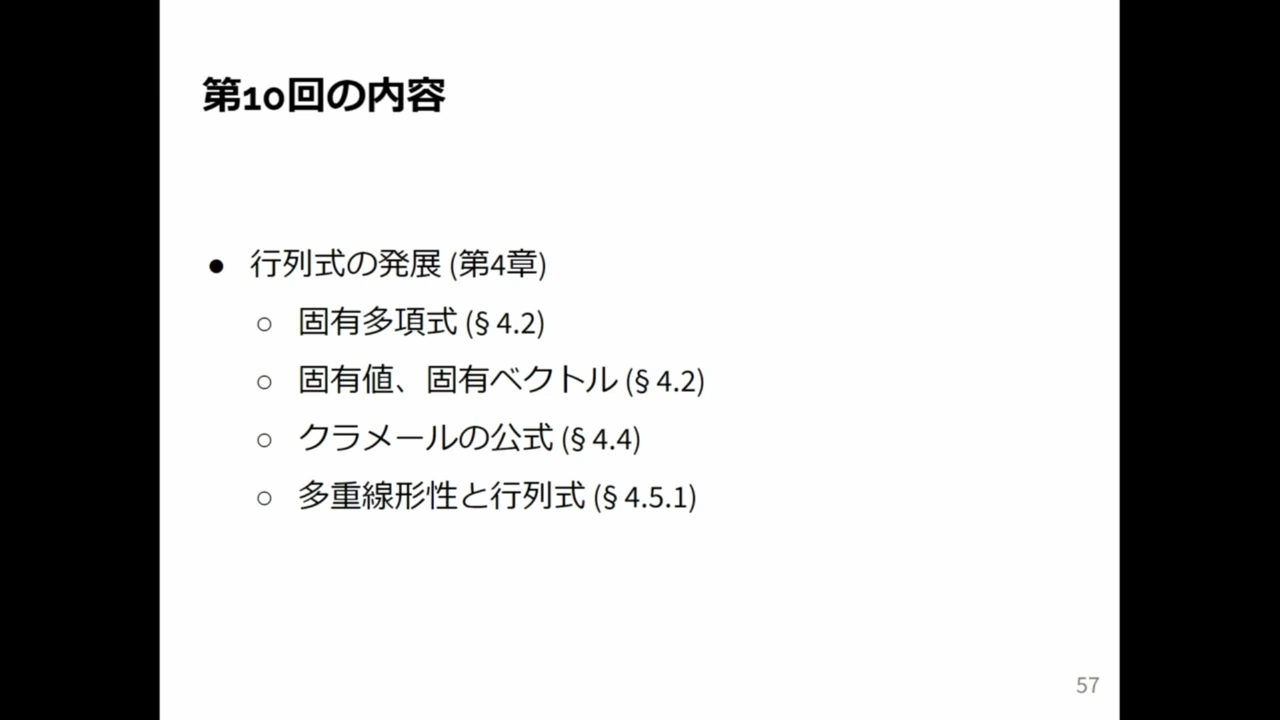 第10回の内容
● 行列式の発展 (第4章)
○ 固有多項式 (§ 4.2)
○ 固有値、固有ベクトル (§ 4.2)
○ クラメールの公式 (§ 4.4)
○ 多重線形性と行列式 (§ 4.5.1)
57